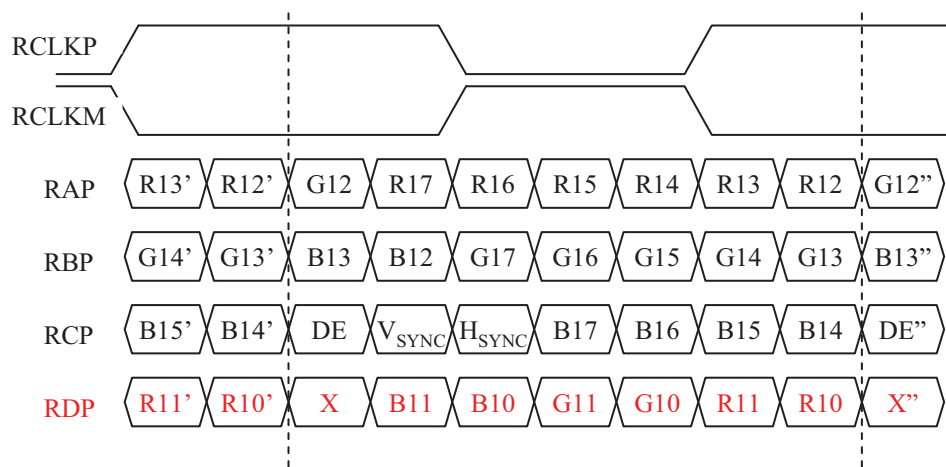 RCLKP
RCLKM
RAP R13’ R12’ G12 R17 R16 R15 R14 R13 R12 G12”
RBP G14’ G13’ B13 B12 G17 G16 G15 G14 G13 B13”
RCP B15’ B14’ DE VSYNC HSYNC B17 B16 B15 B14 DE”
RDP R11’ R10’ X B11 B10 G11 G10 R11 R10 X”